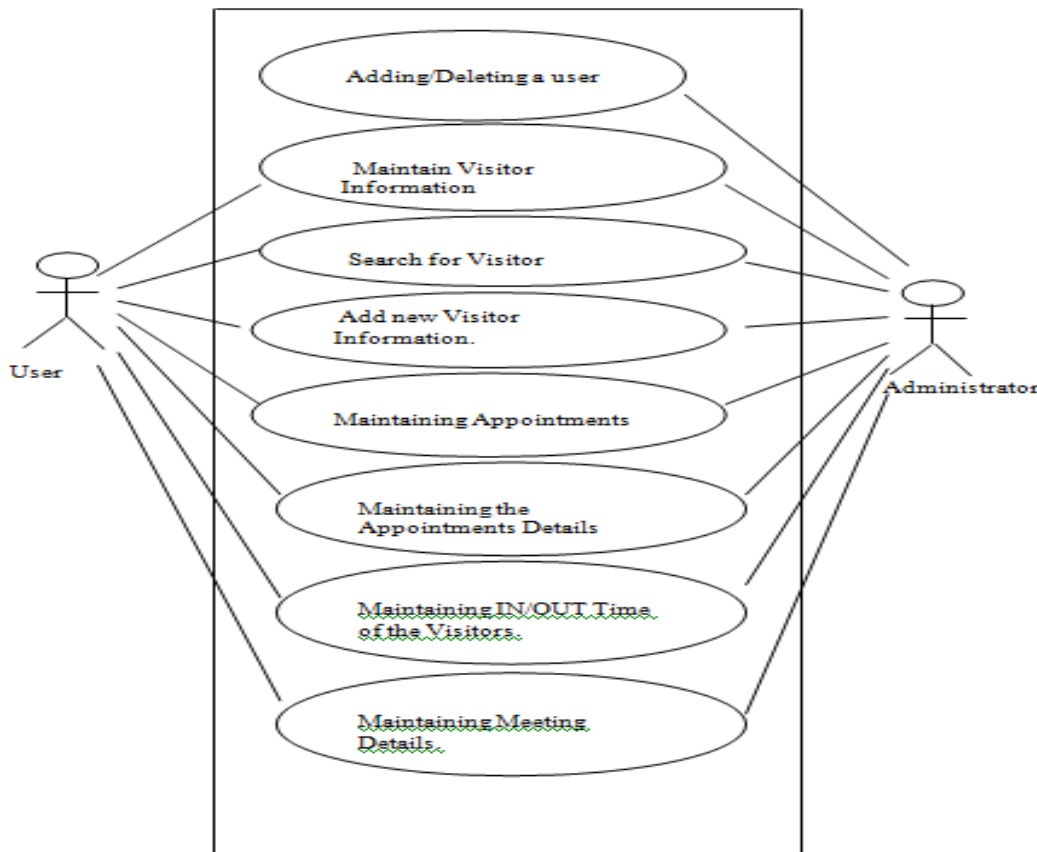 Adding/Deleting a user
Maintain Visitor
Information
Search for Visitor
Add new Visitor
Information.
User
Administrator
Maintaining Appointments
Maintaining the
Appointments Details
Maintaining IN/OUT Time
of the Visitors.
Maintaining Meeting
Details.